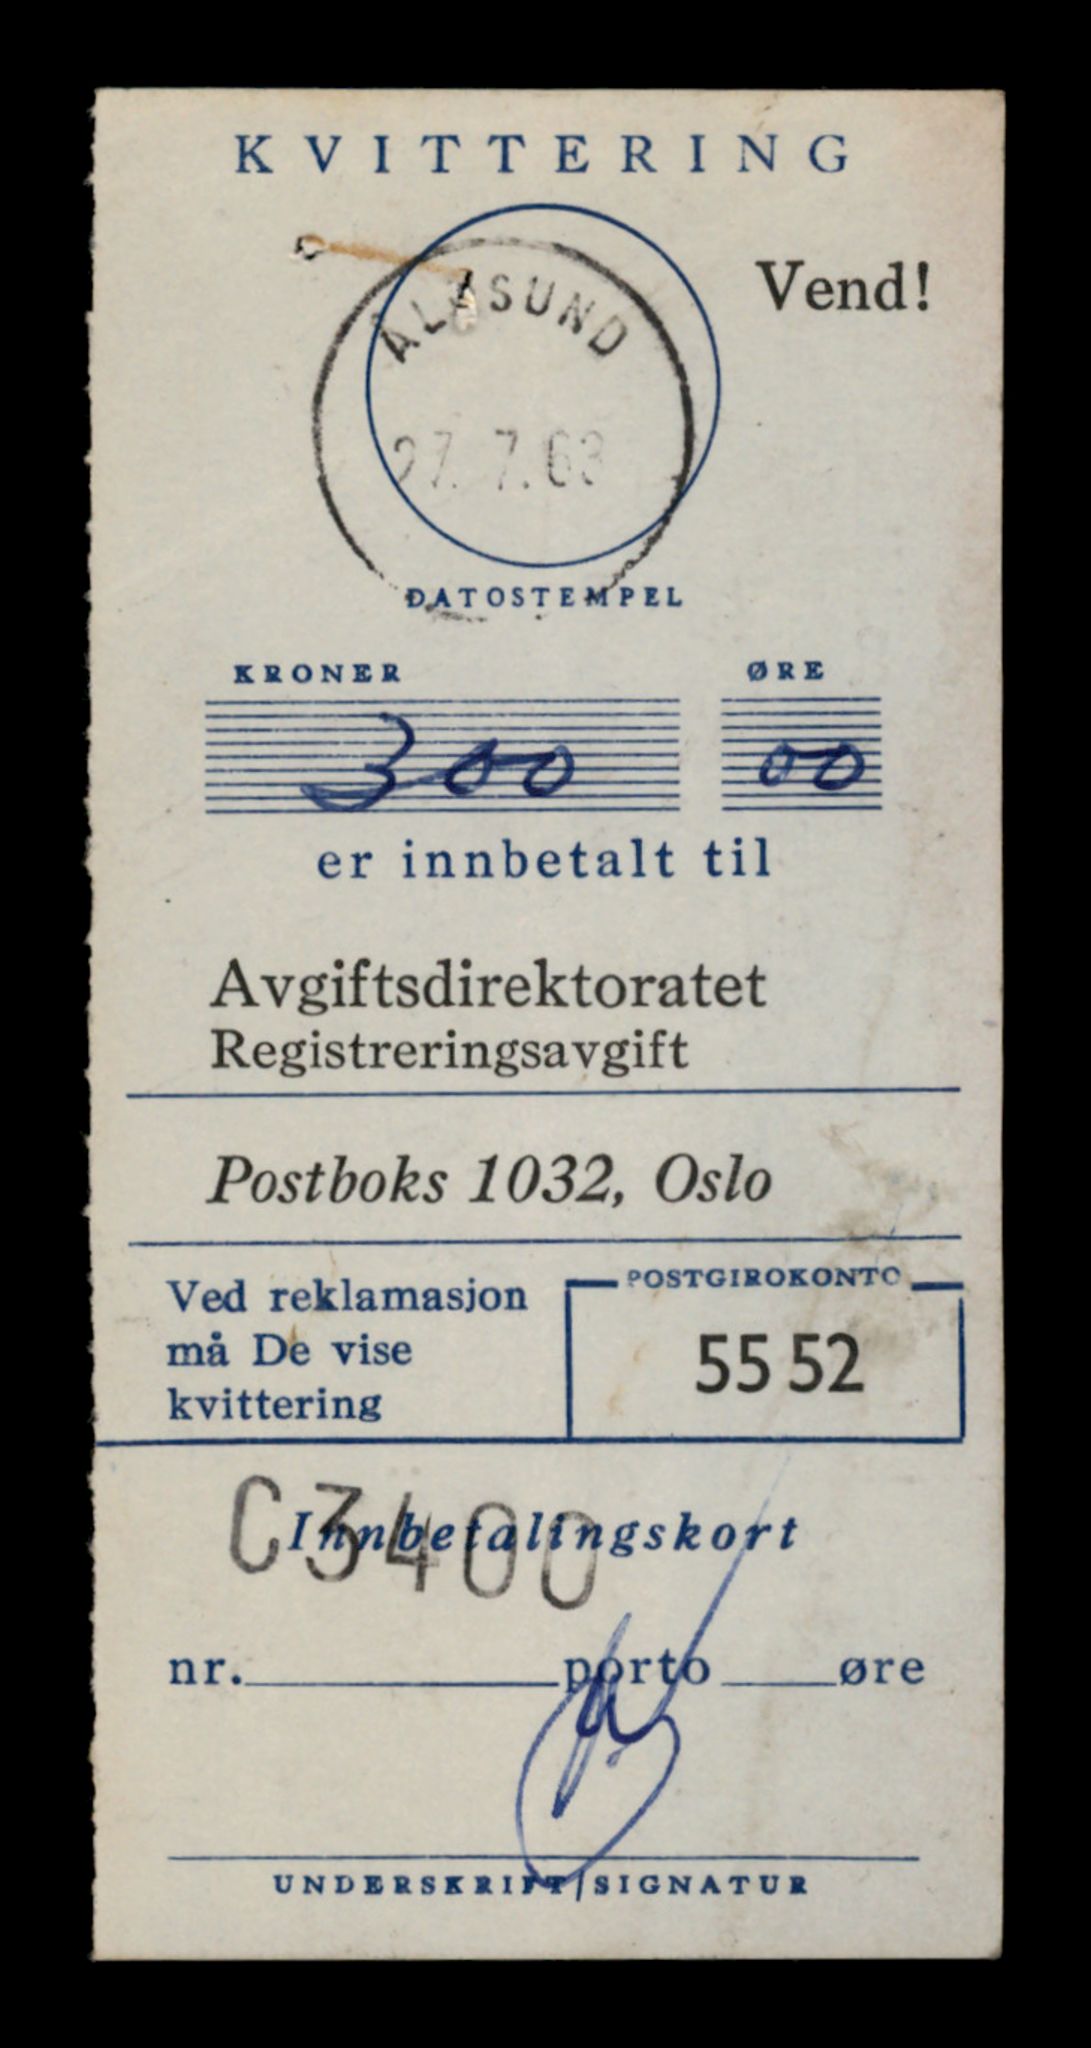 KVITTERING
Vend!
ÅLESUND
27. 7. 63
DATOSTEMPEL
KRONER ØRE
300 00
er innbetalt til
Avgiftsdirektoratet
Registreringsavgift
Postboks 1032, Oslo
Ved reklamasjon
må De vise
kvittering
POSTGIROKONTO
55 52
C3400
Innbetalingskort
nr. porto øre
UNDERSKRIFT/SIGNATUR